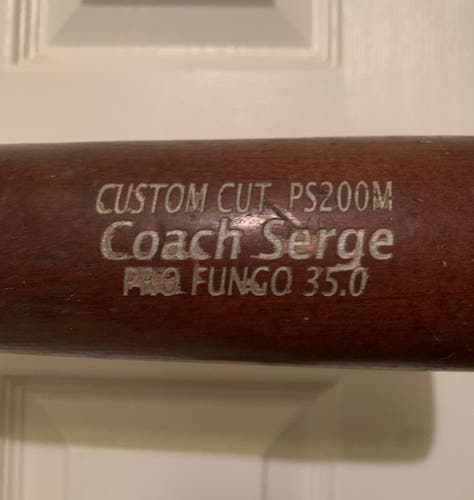 CUSTOM CUT PS200M
Coach Serge
PRO FUNGO 35.0